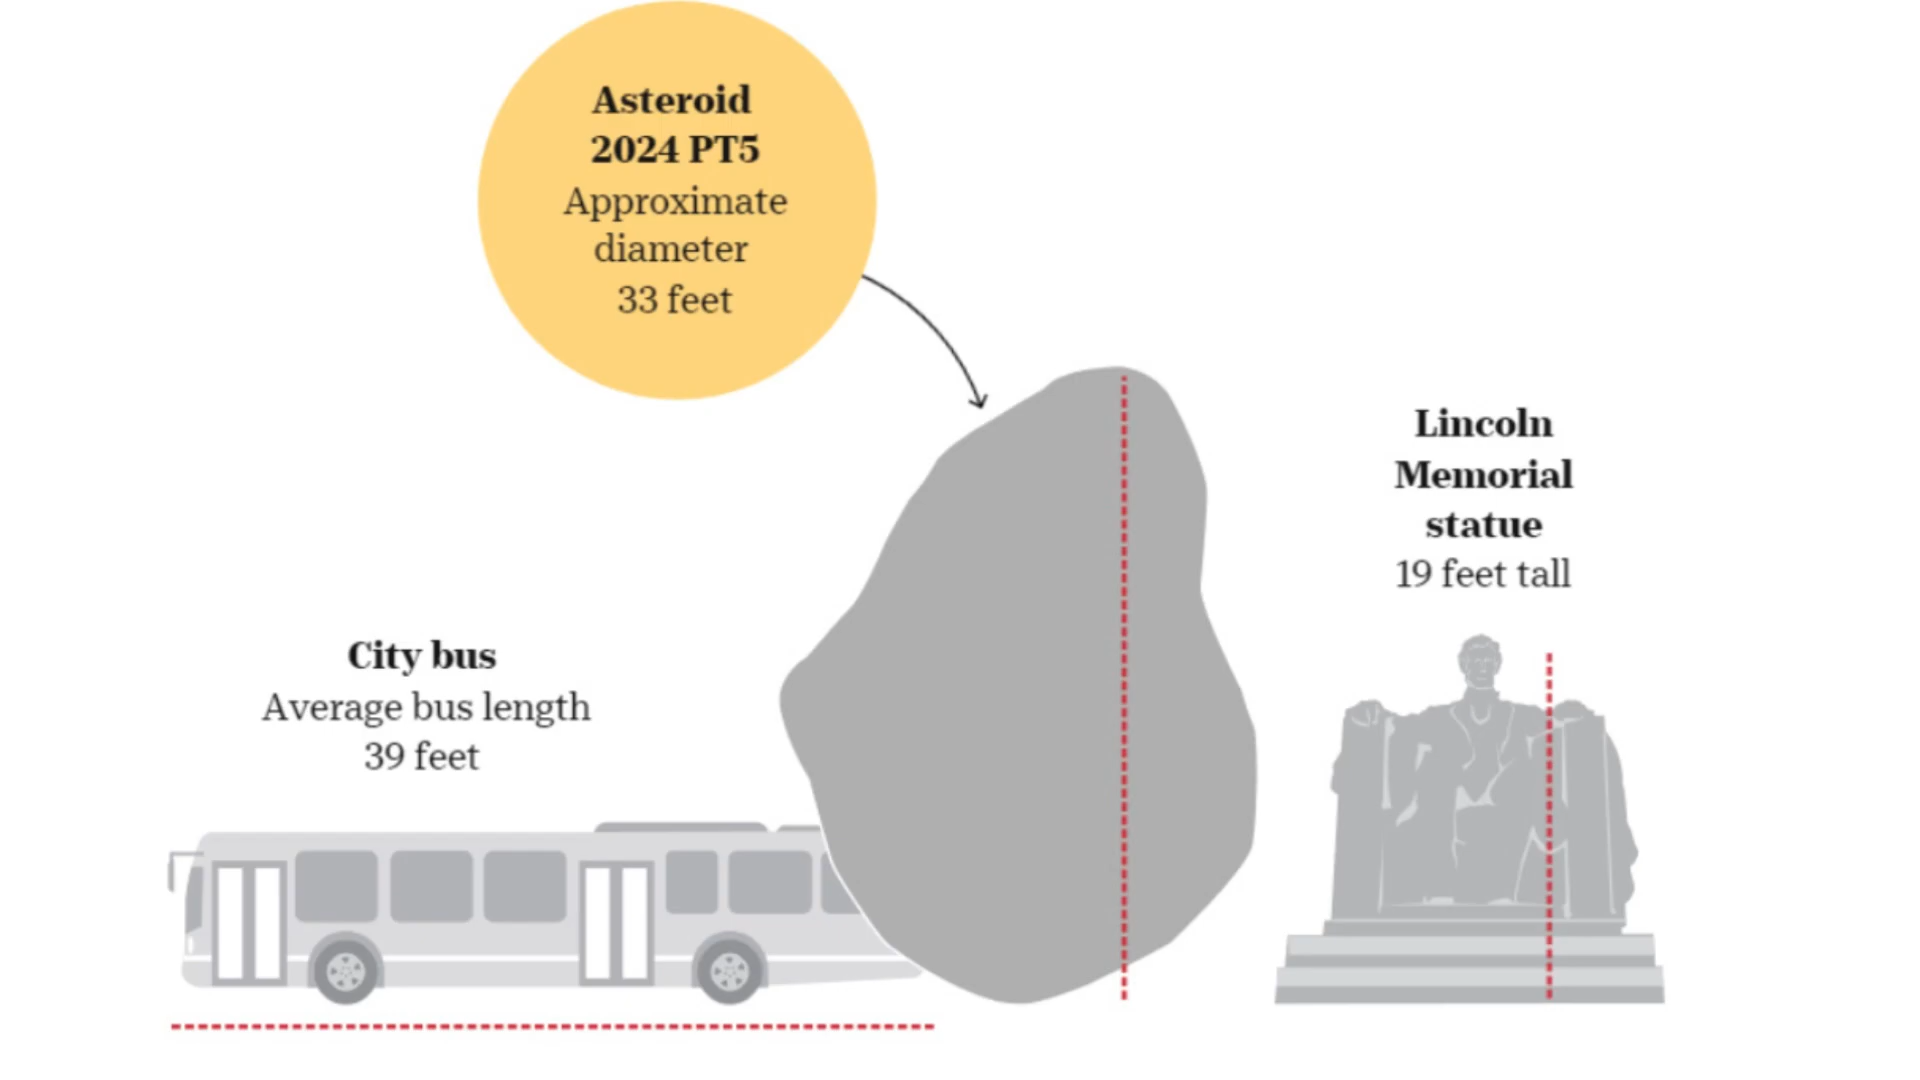 Asteroid
2024 PT5
Approximate
diameter
33 feet
Lincoln
Memorial
statue
19 feet tall
City bus
Average bus length
39 feet